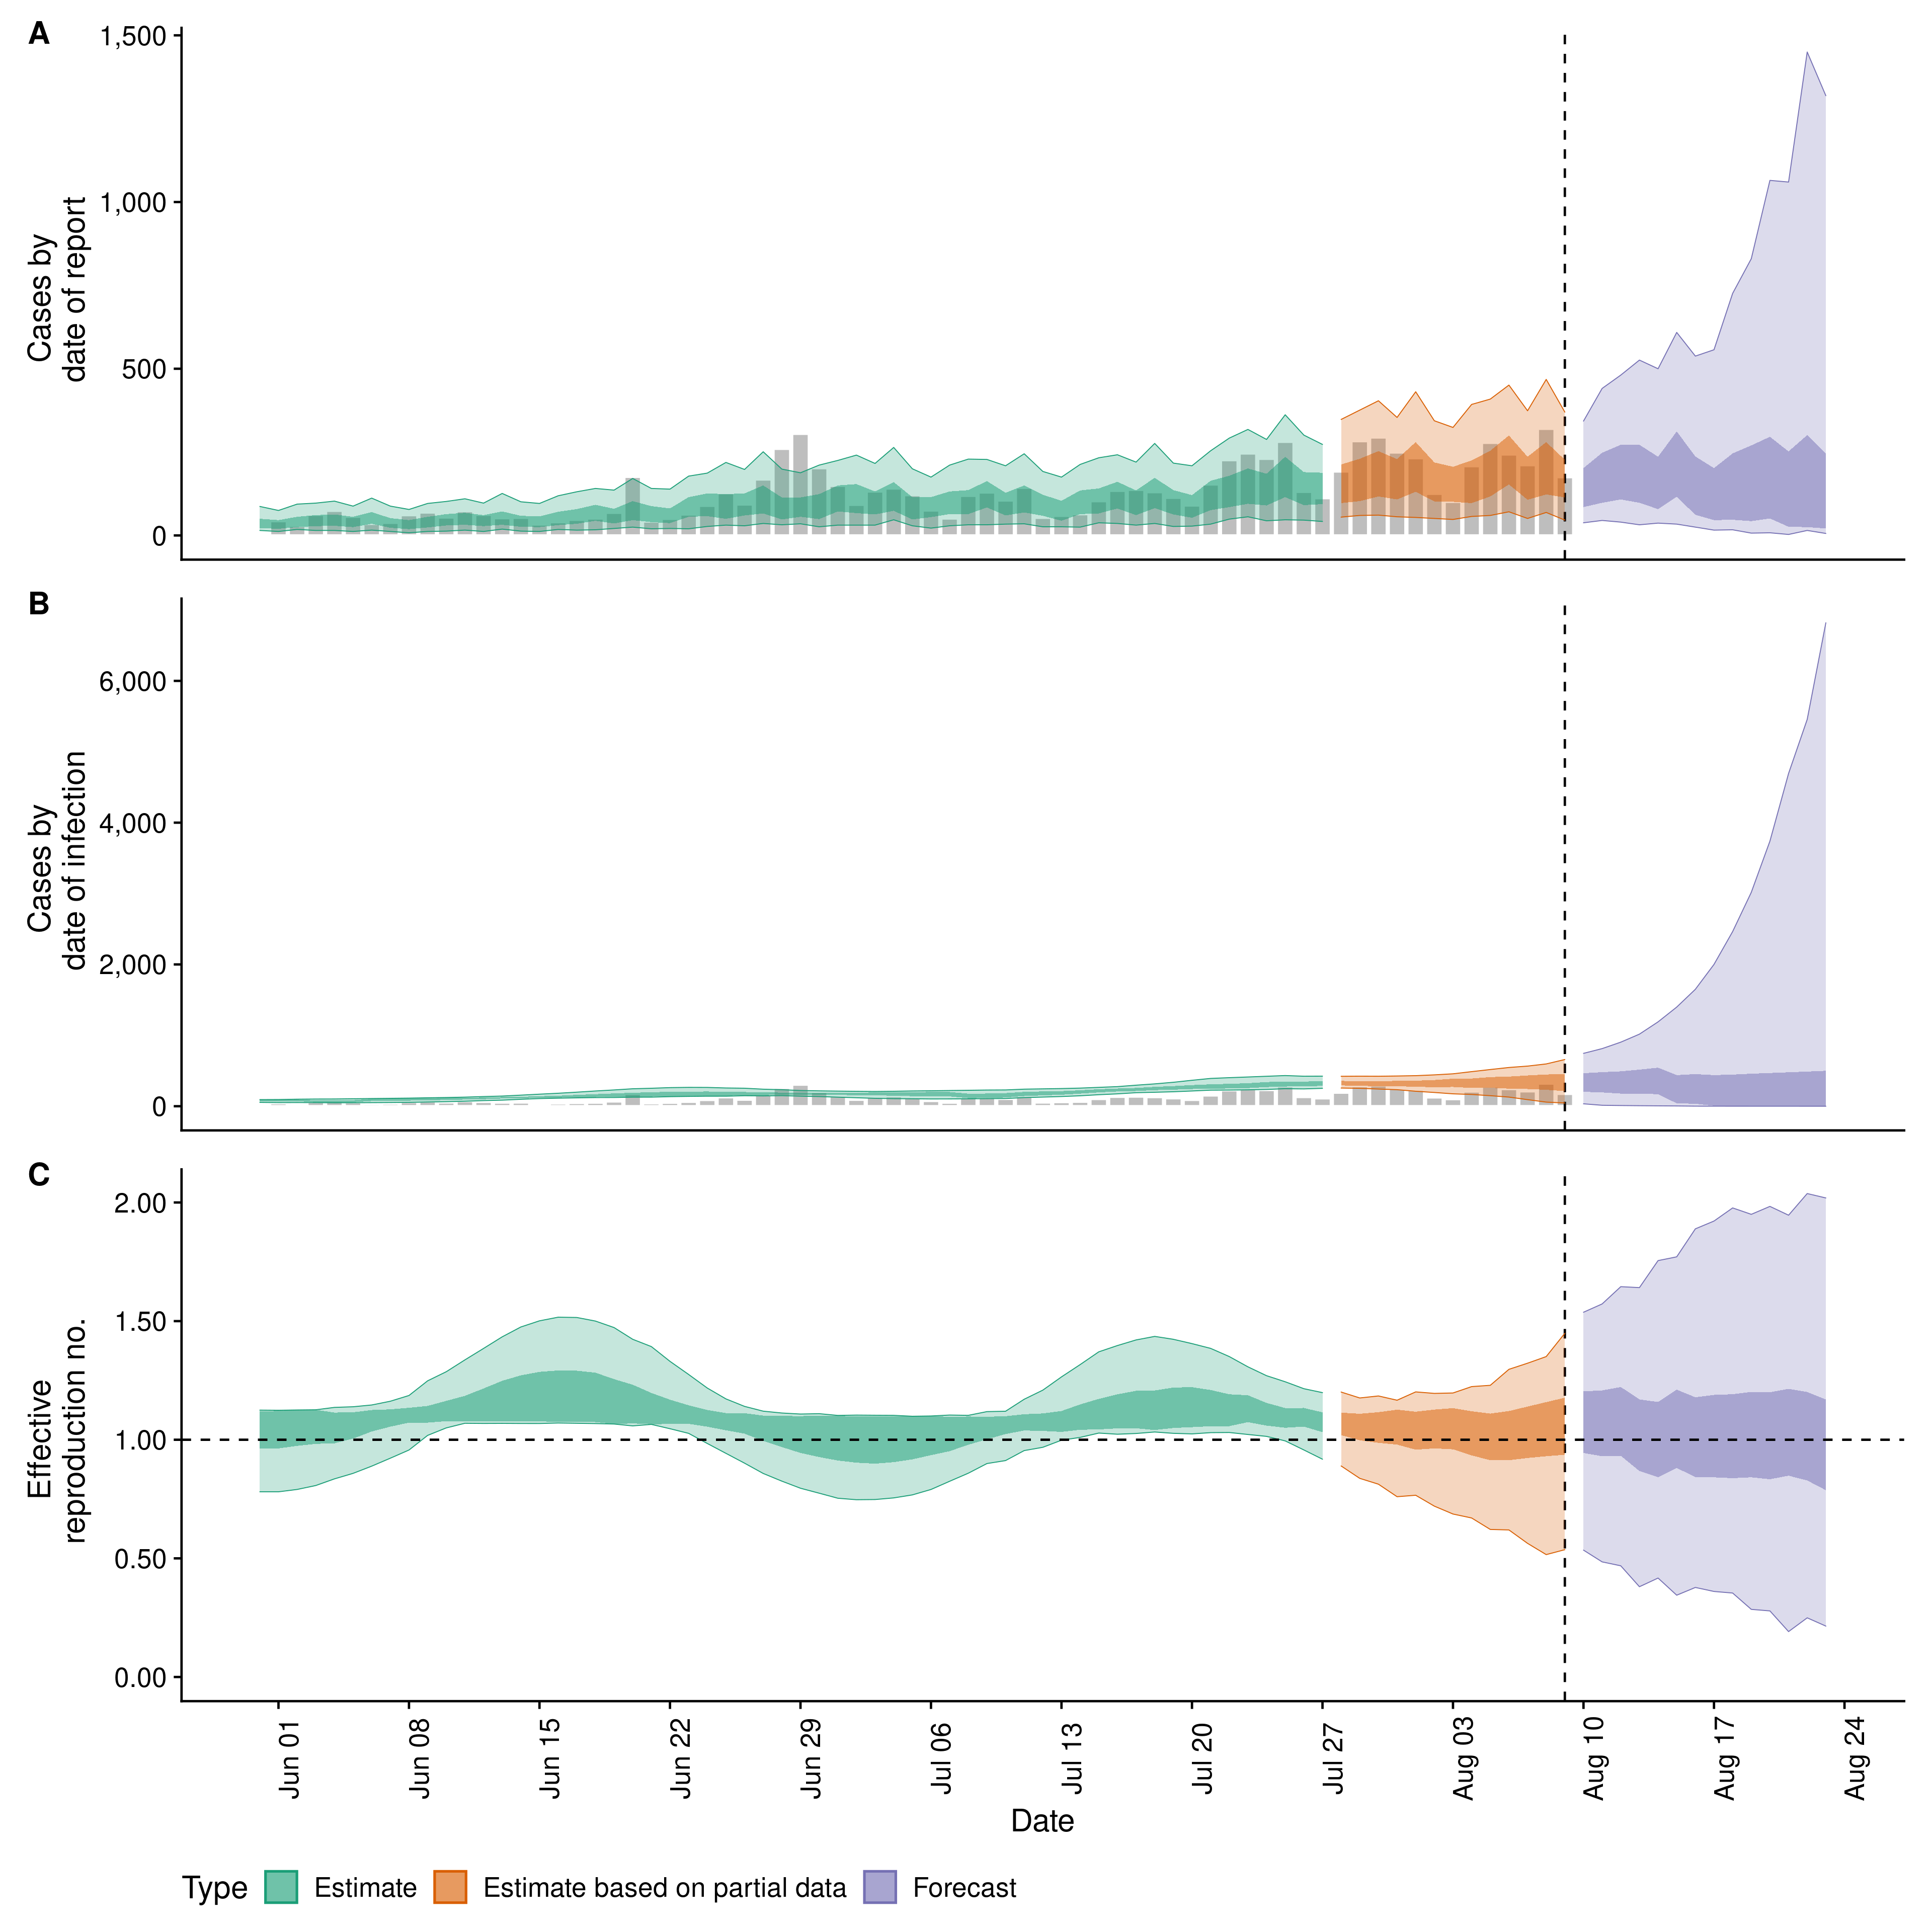 A
1,500
1,000
500
0
Cases by
date of report
B
6,000
4,000
2,000
0
Cases by
date of infection
C
2.00
1.50
1.00
0.50
0.00
Effective
reproduction no.
Jun 01
Jun 08
Jun 15
Jun 22
Jun 29
Jul 06
Jul 13
Jul 20
Jul 27
Aug 03
Aug 10
Aug 17
Aug 24
Date
Type
Estimate
Estimate based on partial data
Forecast